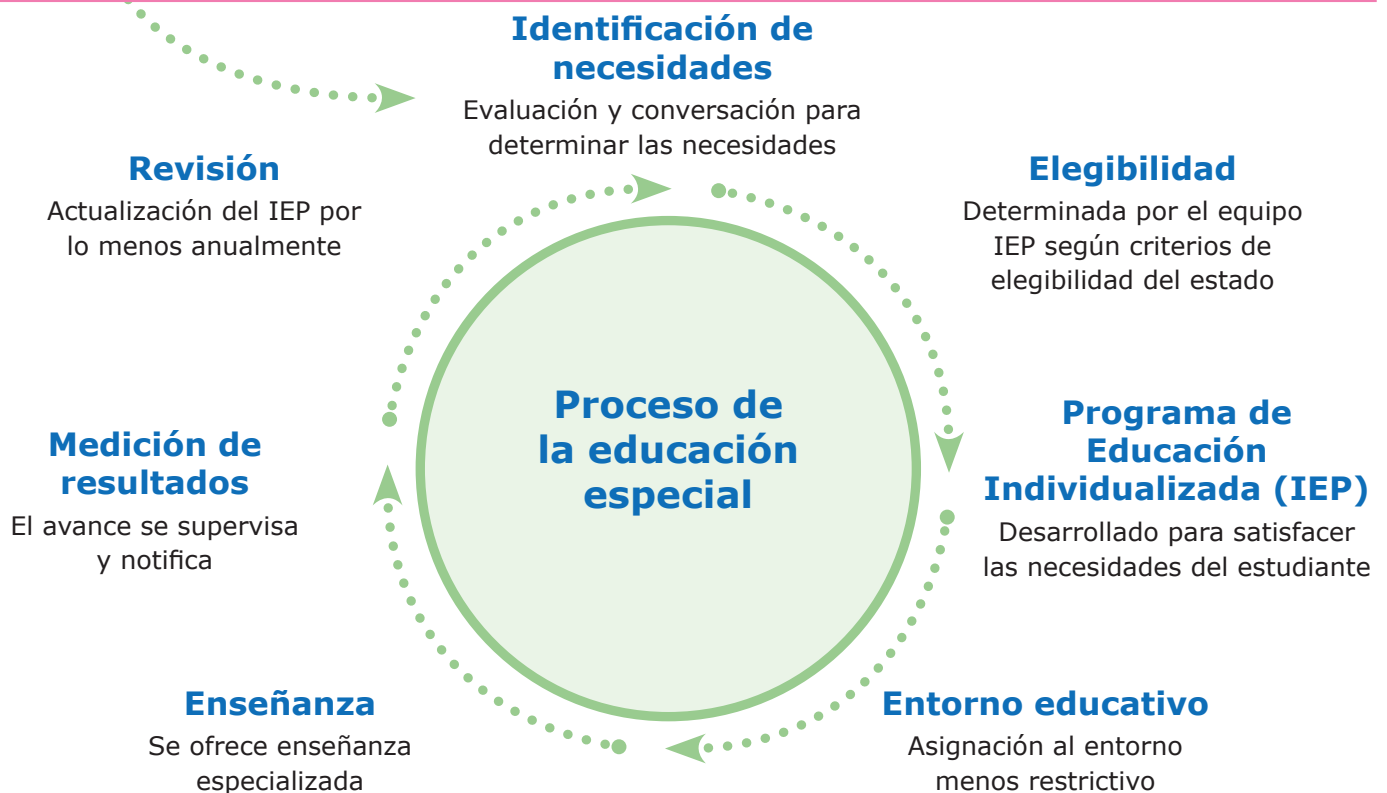 Identificación de
necesidades
Evaluación y conversación para
determinar las necesidades
Elegibilidad
Determinada por el equipo
IEP según criterios de
elegibilidad del estado
Programa de
Educación
Individualizada (IEP)
Desarrollado para satisfacer
las necesidades del estudiante
Entorno educativo
Asignación al entorno
menos restrictivo
Enseñanza
Se ofrece enseñanza
especializada
Medición de
resultados
El avance se supervisa
y notifica
Revisión
Actualización del IEP por
lo menos anualmente
Proceso de
la educación
especial